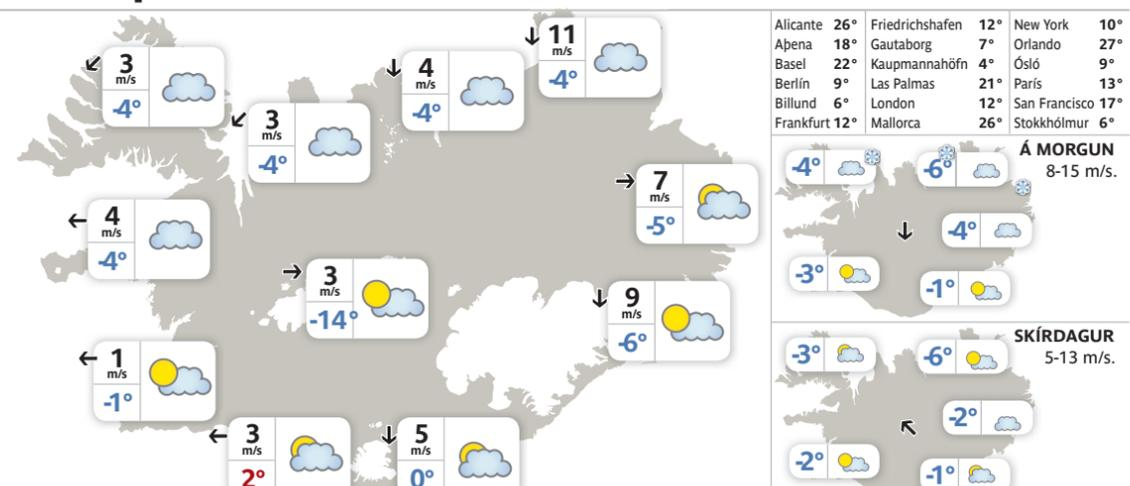 11
m/s
-4°
3
m/s
-4°
4
m/s
-4°
3
m/s
-4°
7
m/s
-5°
4
m/s
-4°
3
m/s
-14°
9
m/s
-6°
1
m/s
-1°
3
m/s
2°
5
m/s
0°
Alicante 26° Friedrichshafen 12° New York 10°
Aþena 18° Gautaborg 7° Orlando 27°
Basel 22° Kaupmannahöfn 4° Ósló 9°
Berlín 9° Las Palmas 21° París 13°
Billund 6° London 12° San Francisco 17°
Frankfurt 12° Mallorca 26° Stokkhólmur 6°
Á MORGUN
8-15 m/s.
-4°
-6°
-4°
-3°
-1°
SKÍRDAGUR
5-13 m/s.
-3°
-6°
-2°
-2°
-1°